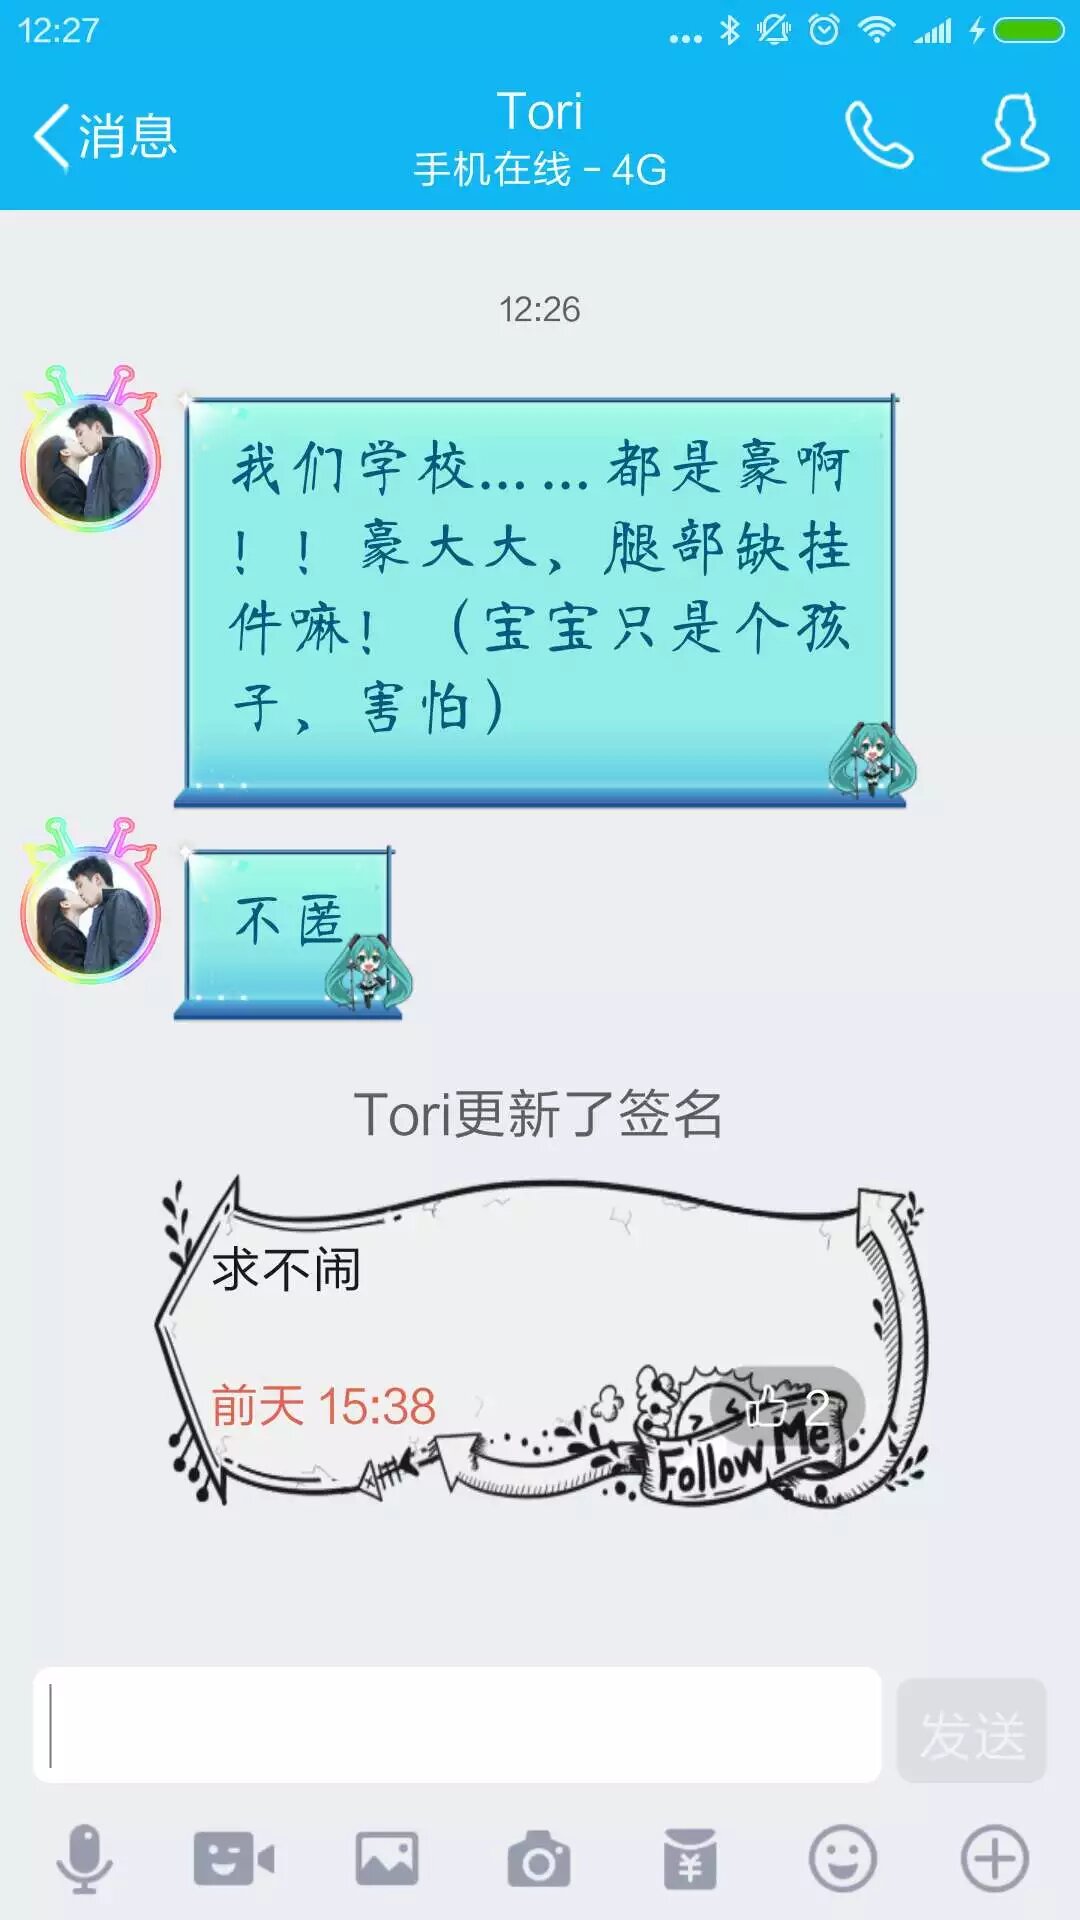 12:27
消息
Tori
手机在线 - 4G
12:26
我们学校……都是豪啊
！！豪大大，腿部缺挂
件嘛！（宝宝只是个孩
子，害怕）
不匿
Tori更新了签名
求不闹
前天 15:38
2
Follow Me
发送